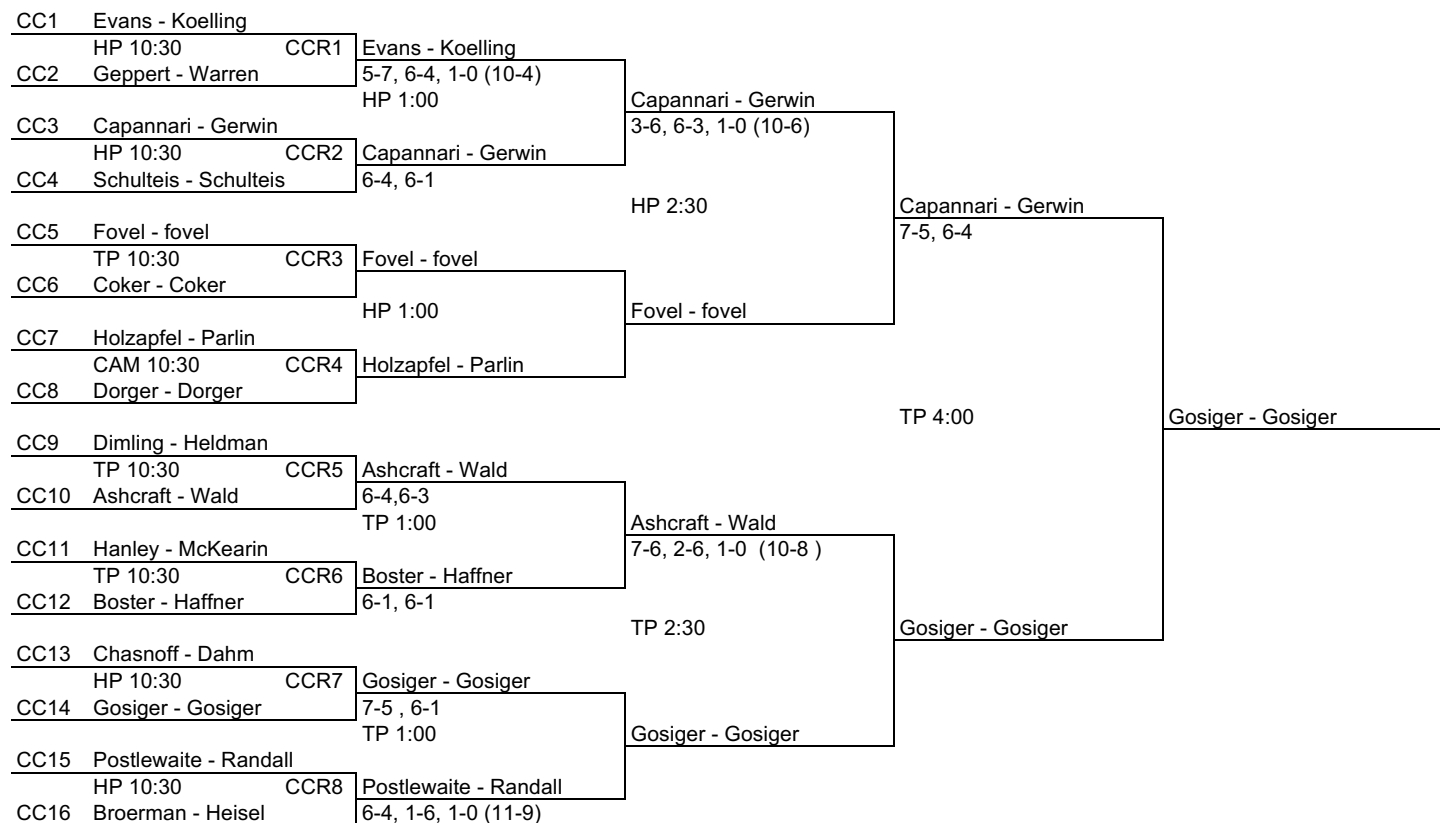 CC1 Evans - Koelling
HP 10:30 CCR1 Evans - Koelling
CC2 Geppert - Warren 5-7, 6-4, 1-0 (10-4)
HP 1:00 Capannari - Gerwin
CC3 Capannari - Gerwin 3-6, 6-3, 1-0 (10-6)
HP 10:30 CCR2 Capannari - Gerwin
CC4 Schulteis - Schulteis 6-4, 6-1
HP 2:30 Capannari - Gerwin
CC5 Fovel - fovel 7-5, 6-4
TP 10:30 CCR3 Fovel - fovel
CC6 Coker - Coker
HP 1:00 Fovel - fovel
CC7 Holzapfel - Parlin
CAM 10:30 CCR4 Holzapfel - Parlin
CC8 Dorger - Dorger
TP 4:00 Gosiger - Gosiger
CC9 Dimling - Heldman
TP 10:30 CCR5 Ashcraft - Wald
CC10 Ashcraft - Wald 6-4,6-3
TP 1:00 Ashcraft - Wald
CC11 Hanley - McKearin 7-6, 2-6, 1-0 (10-8 )
TP 10:30 CCR6 Boster - Haffner
CC12 Boster - Haffner 6-1, 6-1
TP 2:30 Gosiger - Gosiger
CC13 Chasnoff - Dahm
HP 10:30 CCR7 Gosiger - Gosiger
CC14 Gosiger - Gosiger 7-5 , 6-1
TP 1:00 Gosiger - Gosiger
CC15 Postlewaite - Randall
HP 10:30 CCR8 Postlewaite - Randall
CC16 Broerman - Heisel 6-4, 1-6, 1-0 (11-9)